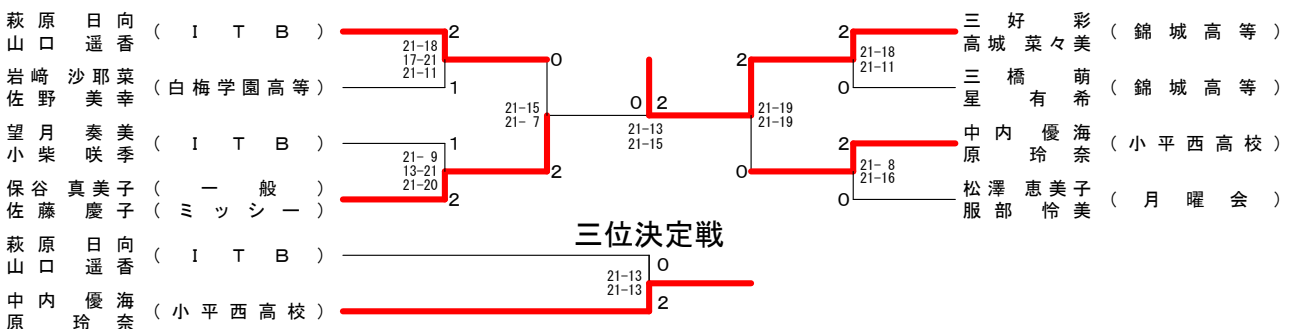 萩原 日向
山口 遥香
( I T B )
2
21-18
17-21
21-11
岩﨑 沙耶菜
佐野 美幸
(白梅学園高等)
1
0
21-15
21- 7
望月 奏美
小柴 咲季
( I T B )
1
21- 9
13-21
21-20
保谷 真美子
佐藤 慶子
( 一 般 )
( ミ ッ シ ー )
2
2
0 2
21-13
21-15
三好 彩
高城 菜々美
( 錦 城 高 等 )
2
21-18
21-11
三橋 萌
星 有希
( 錦 城 高 等 )
0
2
21-19
21-19
中内 優海
原 玲奈
( 小 平 西 高 校 )
2
21- 8
21-16
0
松澤 恵美子
服部 怜美
( 月 曜 会 )
0
三位決定戦
萩原 日向
山口 遥香
( I T B )
0
21-13
21-13
中内 優海
原 玲奈
( 小 平 西 高 校 )
2